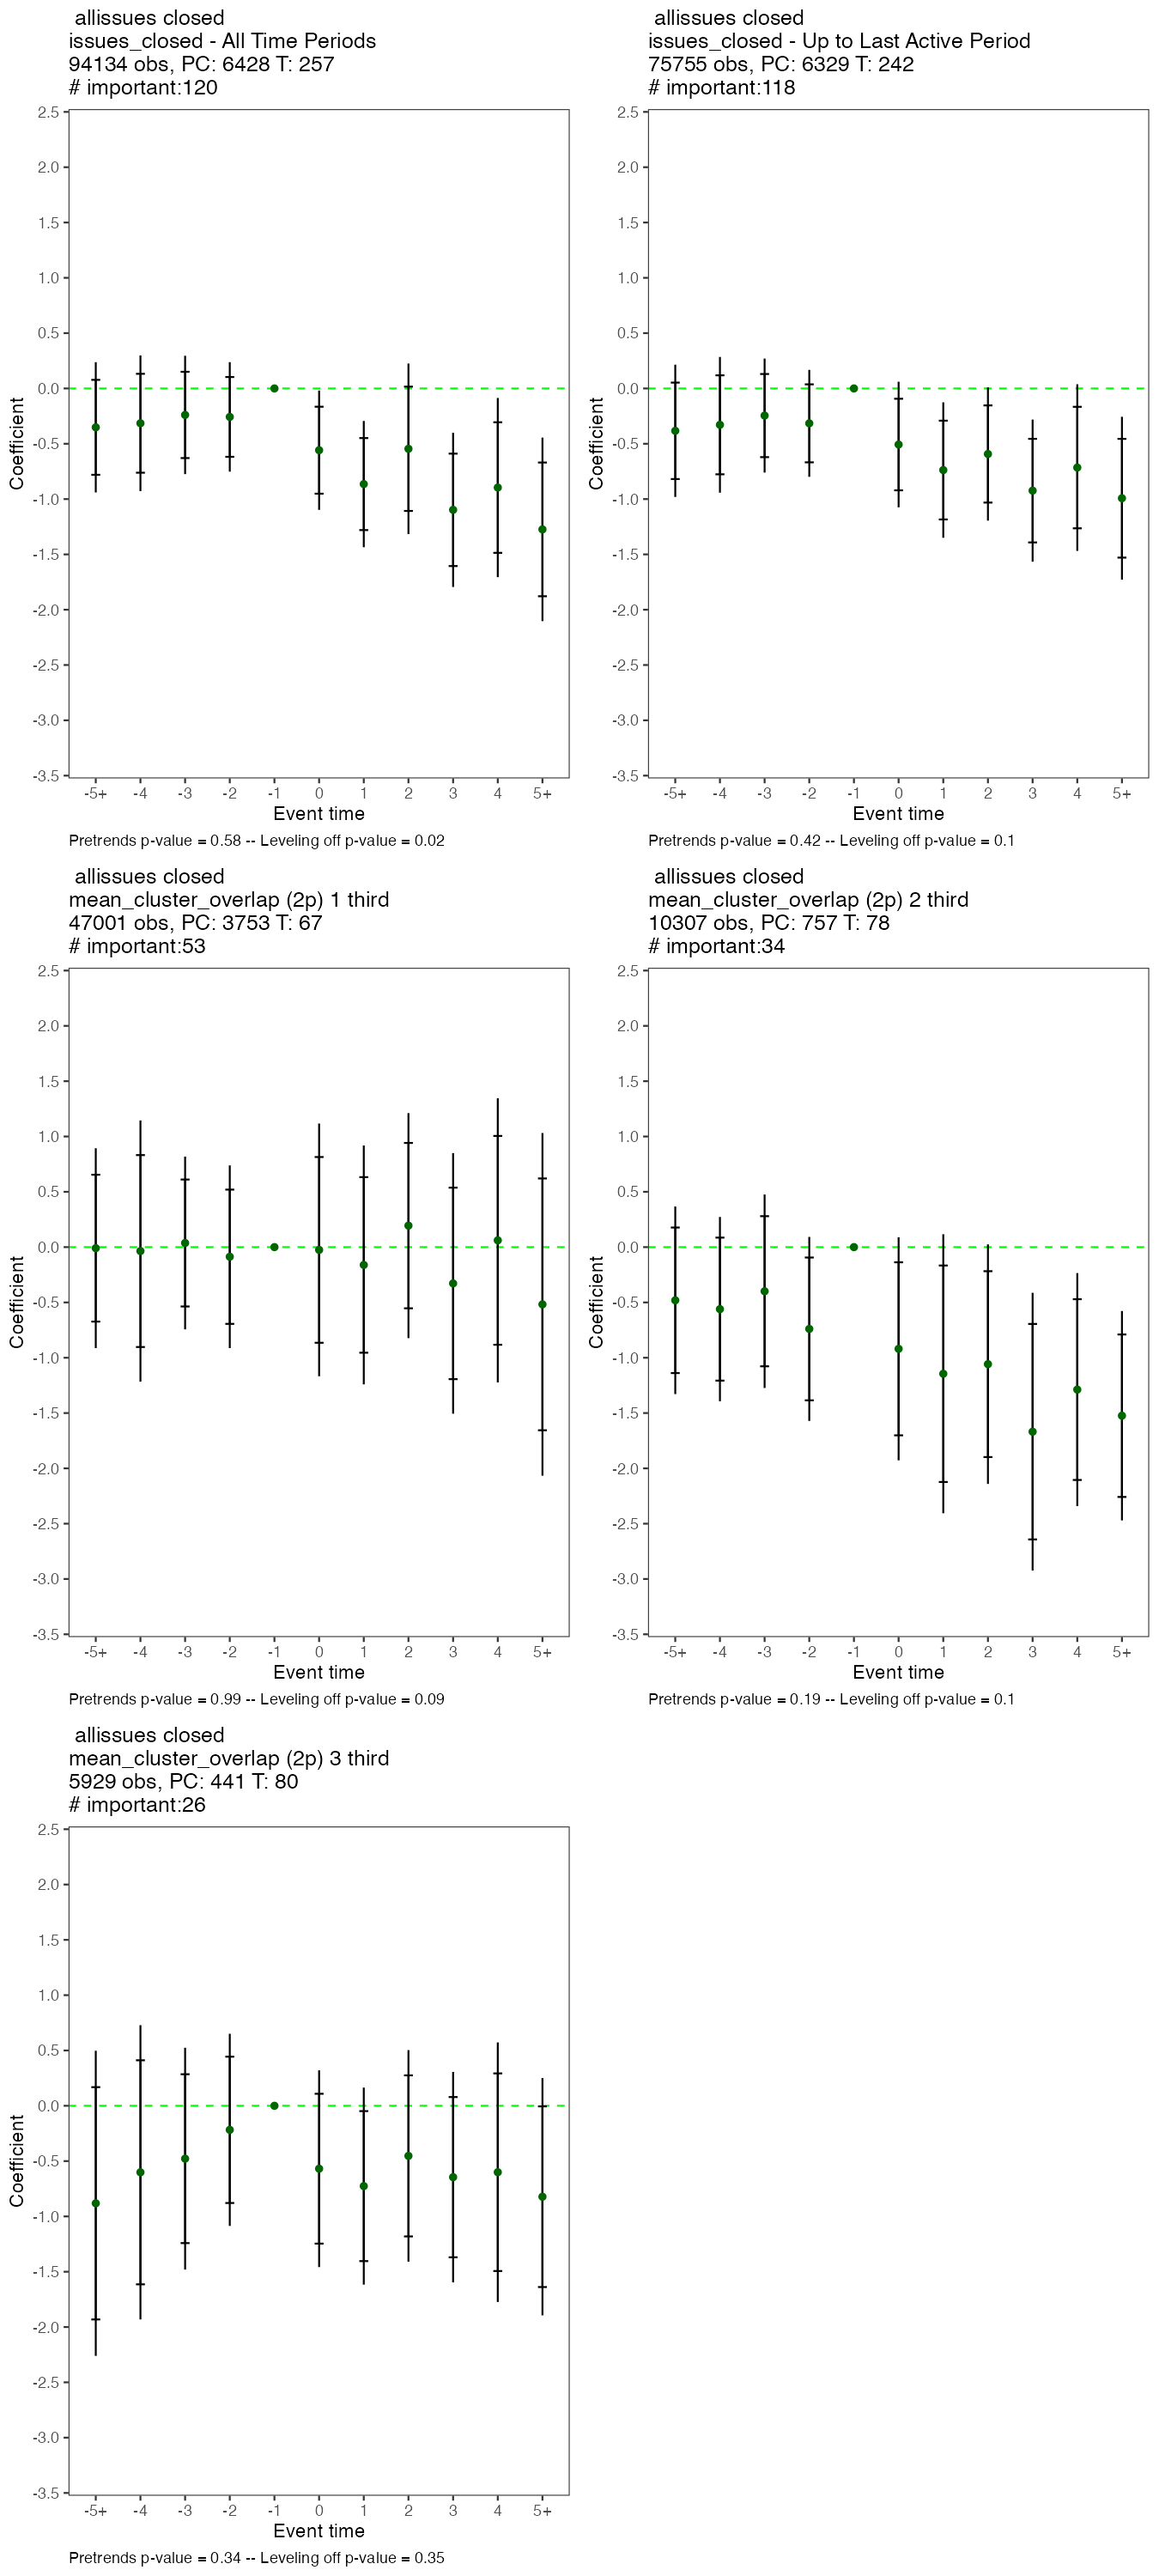 allissues closed
issues_closed - All Time Periods
94134 obs, PC: 6428 T: 257
# important:120
2.5
2.0
1.5
1.0
0.5
0.0
-0.5
-1.0
-1.5
-2.0
-2.5
-3.0
-3.5
Coefficient
-5+ -4 -3 -2 -1 0 1 2 3 4 5+
Event time
Pretrends p-value = 0.58 -- Leveling off p-value = 0.02
allissues closed
issues_closed - Up to Last Active Period
75755 obs, PC: 6329 T: 242
# important:118
2.5
2.0
1.5
1.0
0.5
0.0
-0.5
-1.0
-1.5
-2.0
-2.5
-3.0
-3.5
Coefficient
-5+ -4 -3 -2 -1 0 1 2 3 4 5+
Event time
Pretrends p-value = 0.42 -- Leveling off p-value = 0.1
allissues closed
mean_cluster_overlap (2p) 1 third
47001 obs, PC: 3753 T: 67
# important:53
2.5
2.0
1.5
1.0
0.5
0.0
-0.5
-1.0
-1.5
-2.0
-2.5
-3.0
-3.5
Coefficient
-5+ -4 -3 -2 -1 0 1 2 3 4 5+
Event time
Pretrends p-value = 0.99 -- Leveling off p-value = 0.09
allissues closed
mean_cluster_overlap (2p) 2 third
10307 obs, PC: 757 T: 78
# important:34
2.5
2.0
1.5
1.0
0.5
0.0
-0.5
-1.0
-1.5
-2.0
-2.5
-3.0
-3.5
Coefficient
-5+ -4 -3 -2 -1 0 1 2 3 4 5+
Event time
Pretrends p-value = 0.19 -- Leveling off p-value = 0.1
allissues closed
mean_cluster_overlap (2p) 3 third
5929 obs, PC: 441 T: 80
# important:26
2.5
2.0
1.5
1.0
0.5
0.0
-0.5
-1.0
-1.5
-2.0
-2.5
-3.0
-3.5
Coefficient
-5+ -4 -3 -2 -1 0 1 2 3 4 5+
Event time
Pretrends p-value = 0.34 -- Leveling off p-value = 0.35